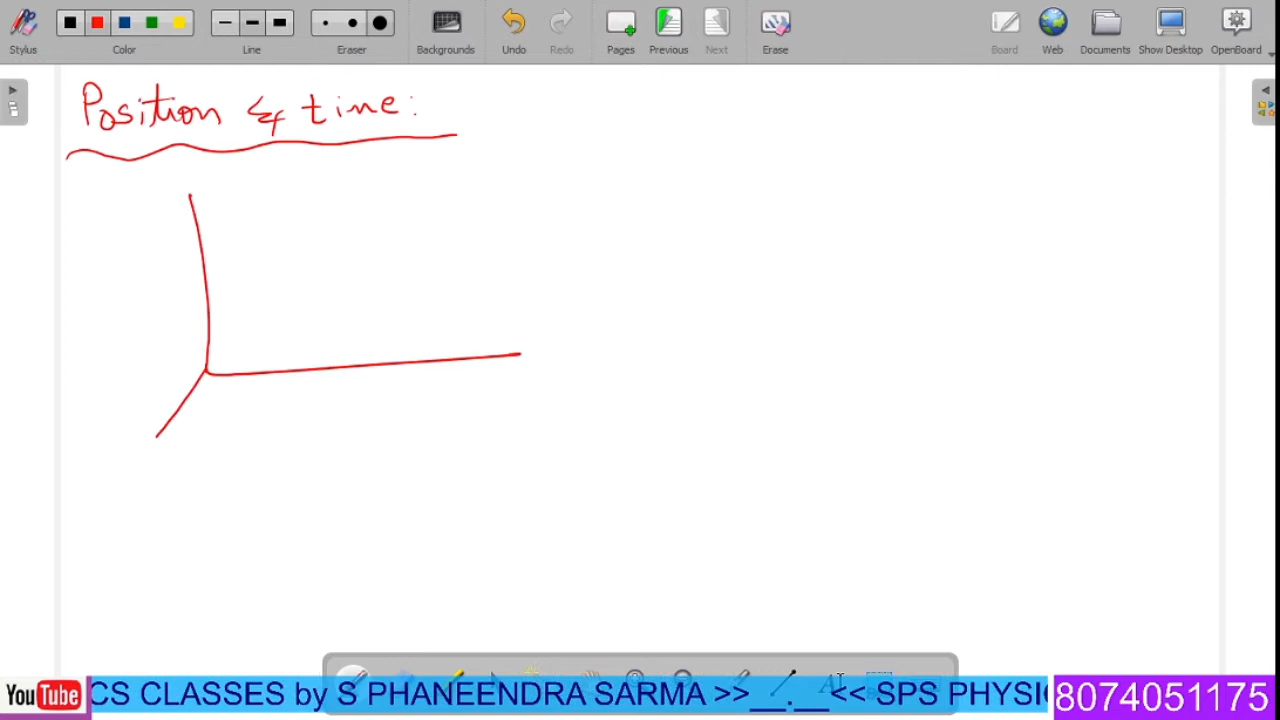 Stylus
Color
Line
Eraser
Backgrounds
Undo
Redo
Pages
Previous
Next
Erase
Board
Web
Documents
Show Desktop
OpenBoard
Position & time:
YouTube
CS CLASSES by S PHANEENDRA SARMA >>__.__<< SPS PHYSI
8074051175